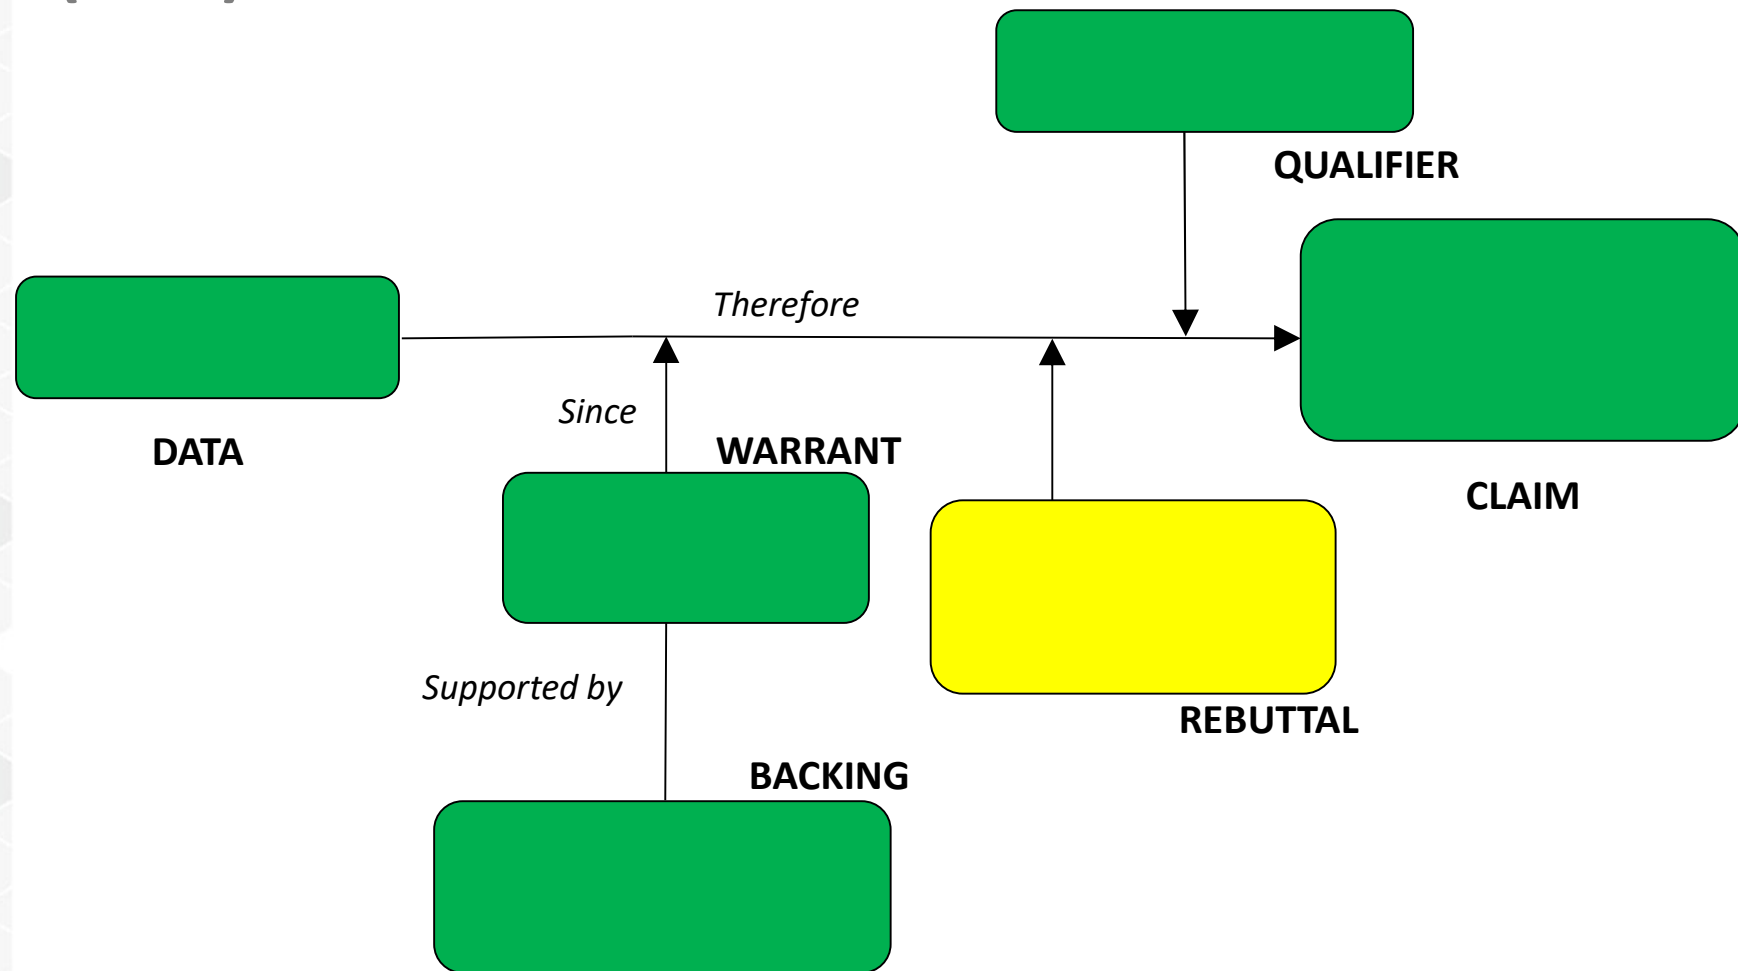 QUALIFIER
Therefore
Since
DATA
WARRANT
CLAIM
Supported by
REBUTTAL
BACKING